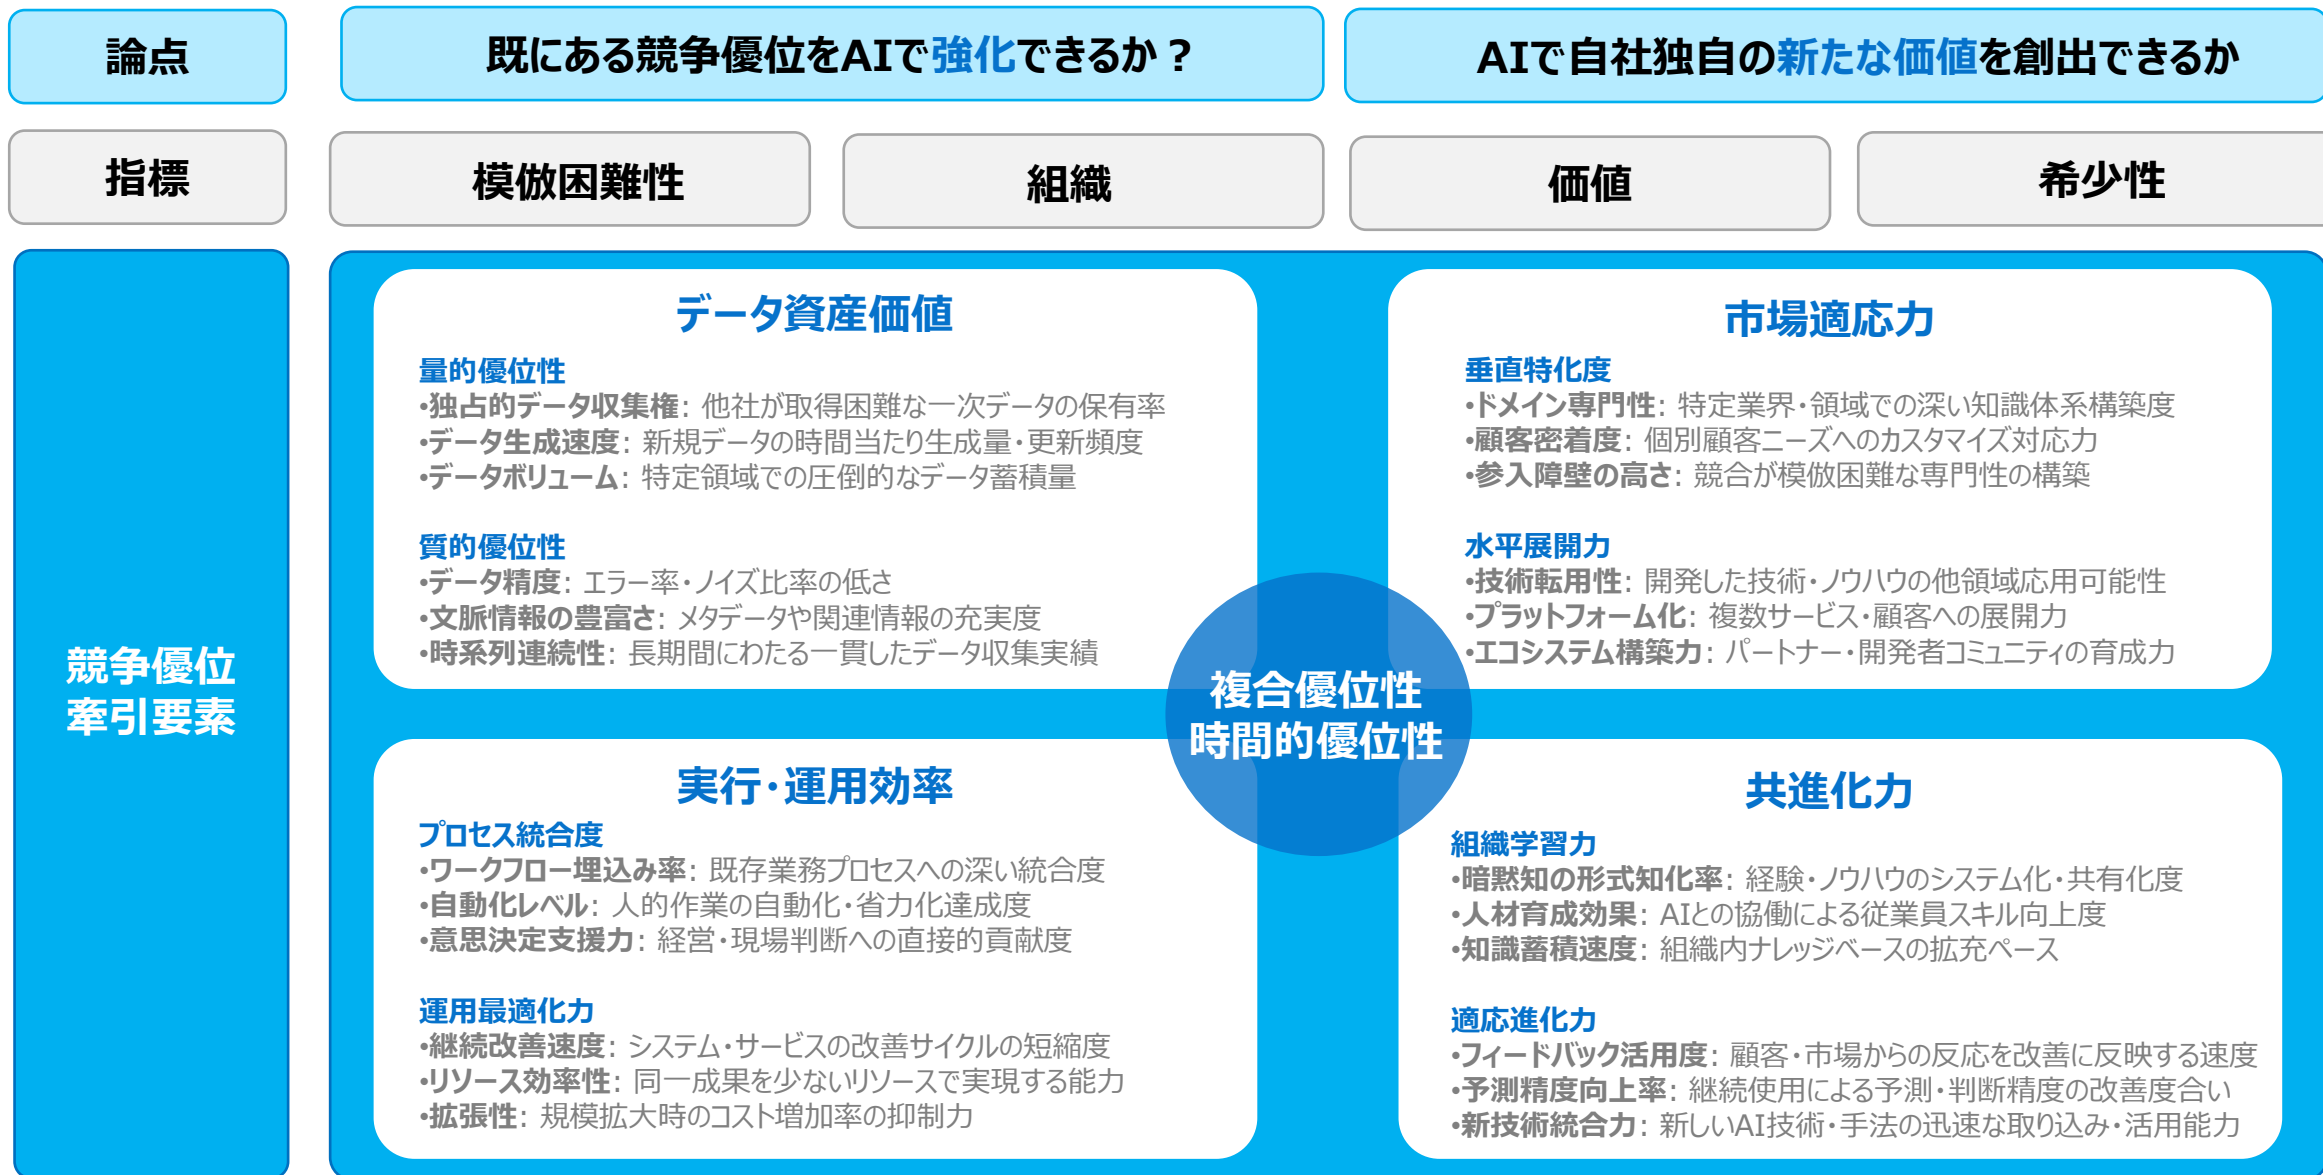 論点
既にある競争優位をAIで強化できるか？
AIで自社独自の新たな価値を創出できるか
指標
模倣困難性
組織
価値
希少性
競争優位
牽引要素
データ資産価値
量的優位性
•独占的データ収集権: 他社が取得困難な一次データの保有率
•データ生成速度: 新規データの時間当たり生成量・更新頻度
•データボリューム: 特定領域での圧倒的なデータ蓄積量
質的優位性
•データ精度: エラー率・ノイズ比率の低さ
•文脈情報の豊富さ: メタデータや関連情報の充実度
•時系列連続性: 長期間にわたる一貫したデータ収集実績
市場適応力
垂直特化度
•ドメイン専門性: 特定業界・領域での深い知識体系構築度
•顧客密着度: 個別顧客ニーズへのカスタマイズ対応力
•参入障壁の高さ: 競合が模倣困難な専門性の構築
水平展開力
•技術転用性: 開発した技術・ノウハウの他領域応用可能性
•プラットフォーム化: 複数サービス・顧客への展開力
•エコシステム構築力: パートナー・開発者コミュニティの育成力
複合優位性
時間的優位性
実行・運用効率
プロセス統合度
•ワークフロー埋込み率: 既存業務プロセスへの深い統合度
•自動化レベル: 人的作業の自動化・省力化達成度
•意思決定支援力: 経営・現場判断への直接的貢献度
運用最適化力
•継続改善速度: システム・サービスの改善サイクルの短縮度
•リソース効率性: 同一成果を少ないリソースで実現する能力
•拡張性: 規模拡大時のコスト増加率の抑制力
共進化力
組織学習力
•暗黙知の形式知化率: 経験・ノウハウのシステム化・共有化度
•人材育成効果: AIとの協働による従業員スキル向上度
•知識蓄積速度: 組織内ナレッジベースの拡充ペース
適応進化力
•フィードバック活用度: 顧客・市場からの反応を改善に反映する速度
•予測精度向上率: 継続使用による予測・判断精度の改善度合い
•新技術統合力: 新しいAI技術・手法の迅速な取り込み・活用能力